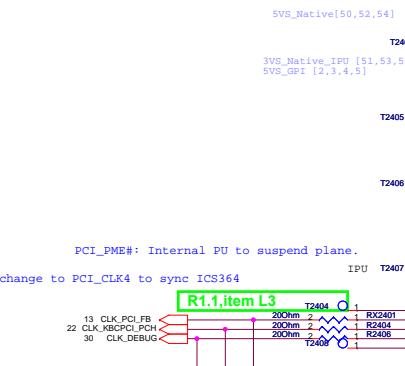 5VS_Native[50,52,54]
T240
3VS_Native_IPU [51,53,5
5VS_GPI [2,3,4,5]
T2405
T2406
PCI_PME#: Internal PU to suspend plane.
IPU T2407
change to PCI_CLK4 to sync ICS364
R1.1,item L3
T2404 1
13 CLK_PCI_FB 20Ohm 2 1 RX2401
22 CLK_KBCPCI_PCH 20Ohm 2 1 R2404
30 CLK_DEBUG 20Ohm 2 1 R2406
T2408 1